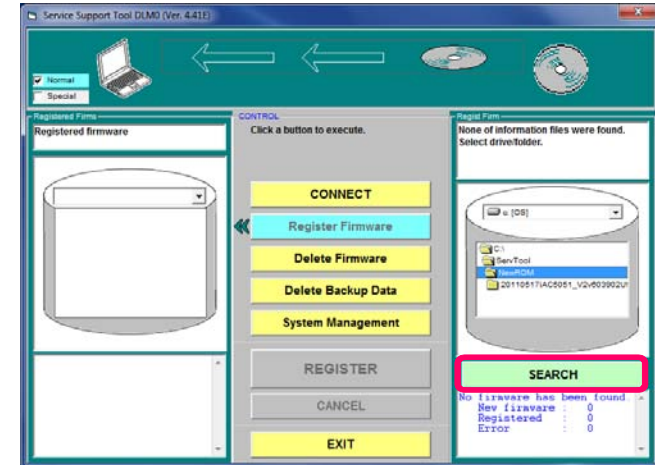 Service Support Tool DLM0 (Ver. 4.41E)
Normal
Special
Registered Firms
Registered firmware
CONTROL
Click a button to execute.
CONNECT
Register Firmware
Delete Firmware
Delete Backup Data
System Management
REGISTER
CANCEL
EXIT
Regist Firm
None of information files were found.
Select drive/folder.
c: [OS]
C:\
ServTool
NewROM
SEARCH
No firmware has been found.
New firmware : 0
Registered : 0
Error : 0